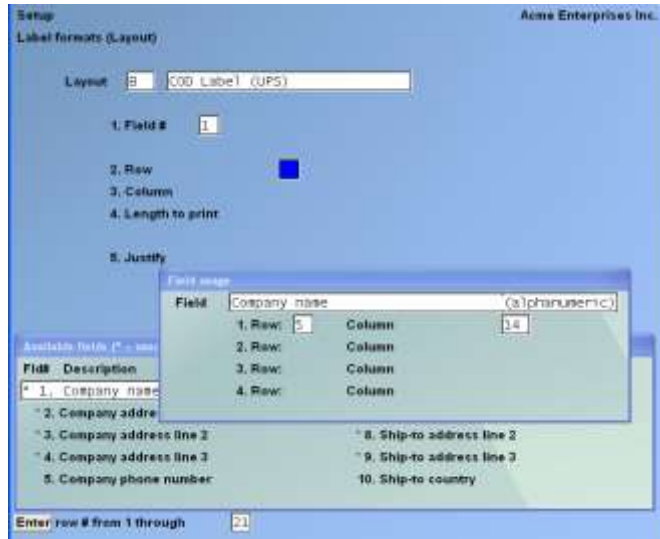 Setup Acme Enterprises Inc.
Label formats (Layout)
Layout B COD Label (UPS)
1. Field # 1
2. Row
3. Column
4. Length to print
5. Justify
Field usage
Field Company name (alphanumeric)
1. Row: 5 Column 14
2. Row: Column
3. Row: Column
4. Row: Column
Available fields (* =
Fld# Description
* 1. Company name
* 2. Company addre
* 3. Company address line 2 * 8. Ship-to address line 2
* 4. Company address line 3 * 9. Ship-to address line 3
5. Company phone number 10. Ship-to country
Enter row # from 1 through 21